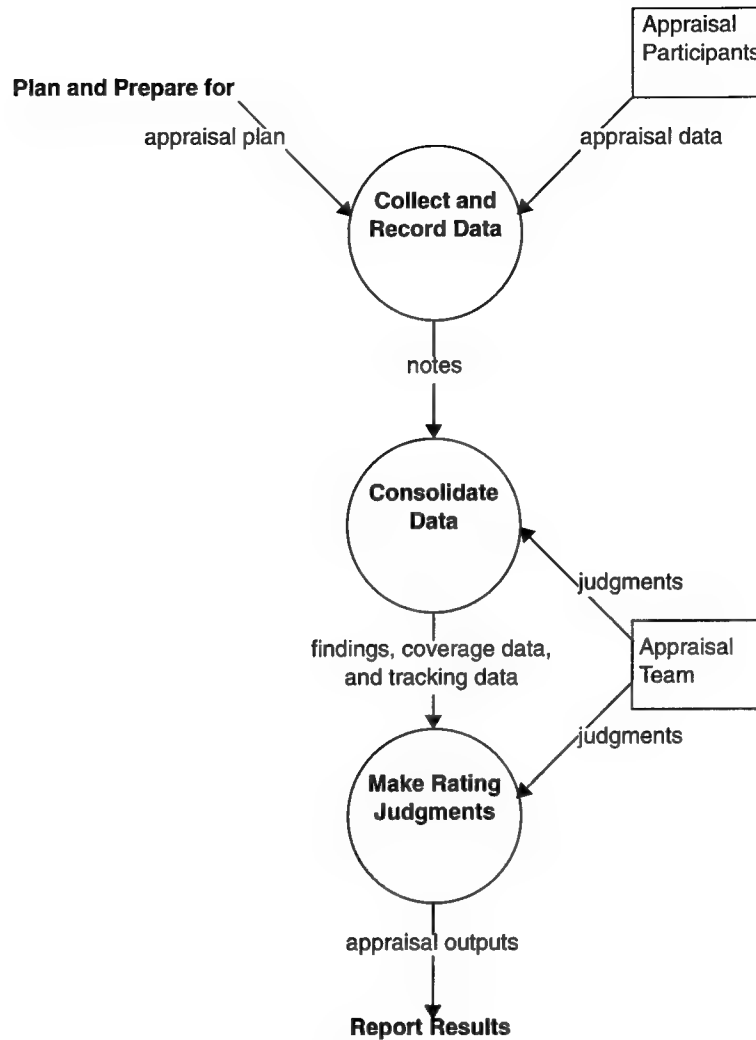 Appraisal
Participants
Plan and Prepare for
appraisal plan
appraisal data
Collect and
Record Data
notes
Consolidate
Data
judgments
findings, coverage data,
and tracking data
Appraisal
Team
judgments
Make Rating
Judgments
appraisal outputs
Report Results